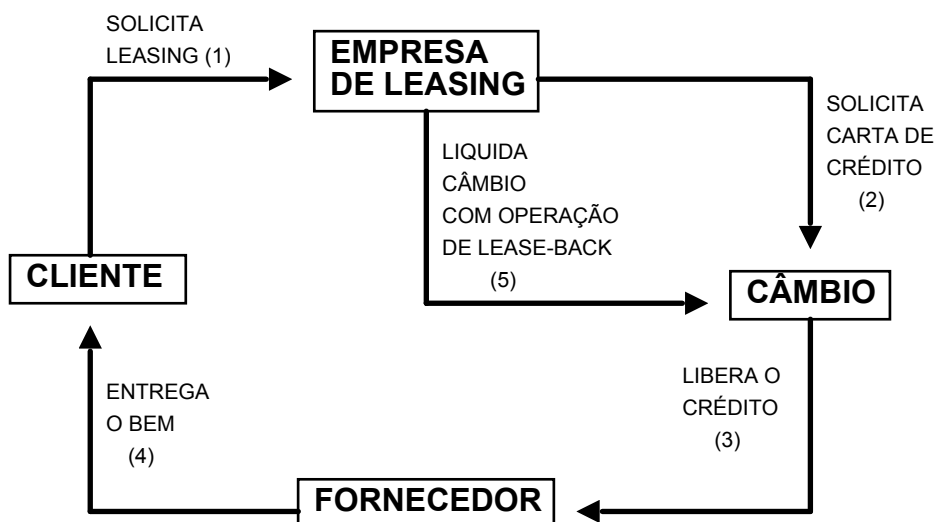 SOLICITA
LEASING (1)
EMPRESA
DE LEASING
SOLICITA
CARTA DE
CRÉDITO
(2)
LIQUIDA
CÂMBIO
COM OPERAÇÃO
DE LEASE-BACK
(5)
CLIENTE
CÂMBIO
ENTREGA
O BEM
(4)
LIBERA O
CRÉDITO
(3)
FORNECEDOR